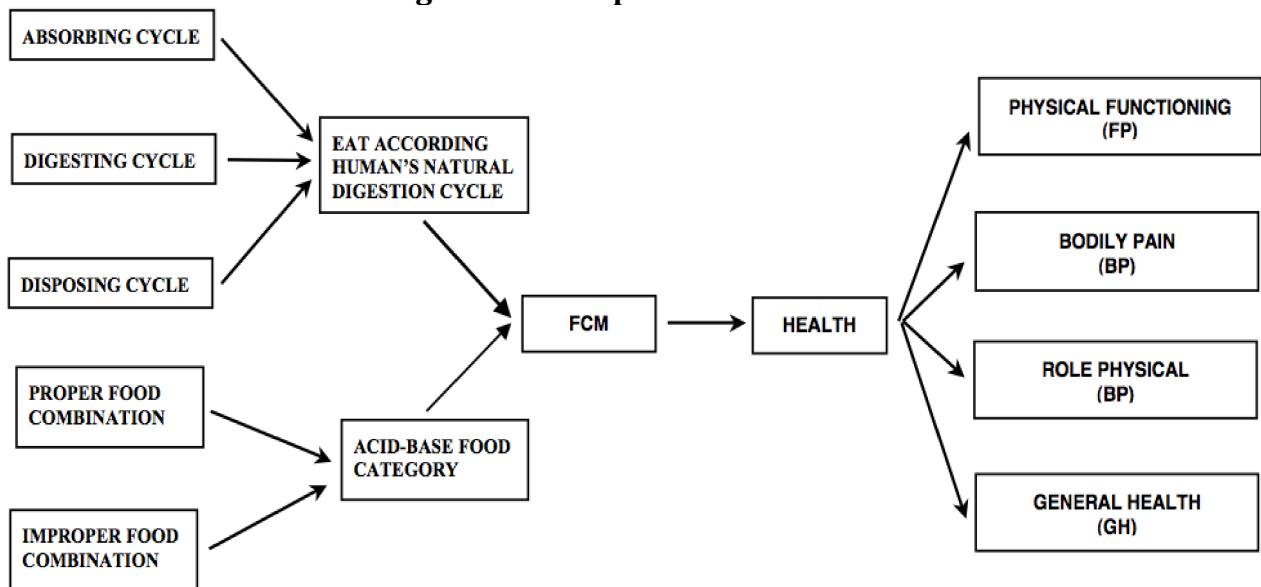 ABSORBING CYCLE
DIGESTING CYCLE
DISPOSING CYCLE
PROPER FOOD
COMBINATION
IMPROPER FOOD
COMBINATION
EAT ACCORDING
HUMAN’S NATURAL
DIGESTION CYCLE
ACID-BASE FOOD
CATEGORY
FCM
HEALTH
PHYSICAL FUNCTIONING
(FP)
BODILY PAIN
(BP)
ROLE PHYSICAL
(BP)
GENERAL HEALTH
(GH)